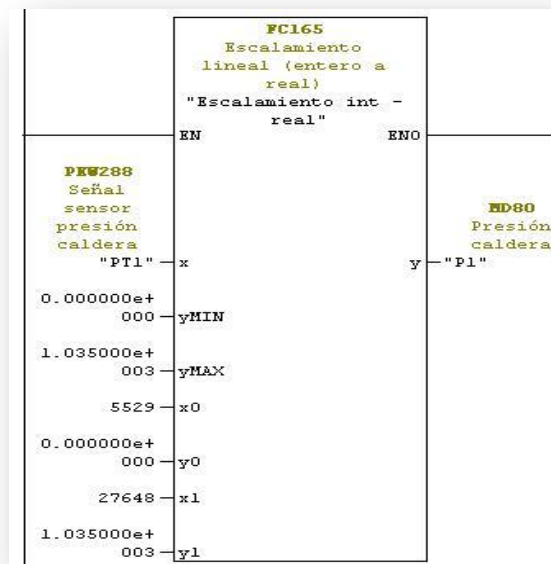 FC165
Escalamiento
lineal (entero a
real)
"Escalamiento int -
real"
EN
ENO
PEW288
Señal
sensor
presión
caldera
"PT1"
x
MD80
Presión
caldera
y
"P1"
0.000000e+
000
yMIN
1.035000e+
003
yMAX
5529
x0
0.000000e+
000
y0
27648
x1
1.035000e+
003
y1